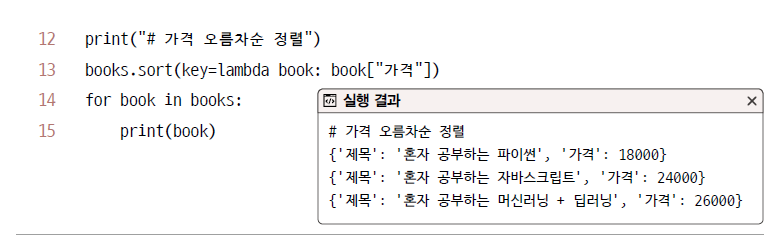 12 print("# 가격 오름차순 정렬")
13 books.sort(key=lambda book: book["가격"])
14 for book in books:
15     print(book)
실행 결과
# 가격 오름차순 정렬
{'제목': '혼자 공부하는 파이썬', '가격': 18000}
{'제목': '혼자 공부하는 자바스크립트', '가격': 24000}
{'제목': '혼자 공부하는 머신러닝 + 딥러닝', '가격': 26000}